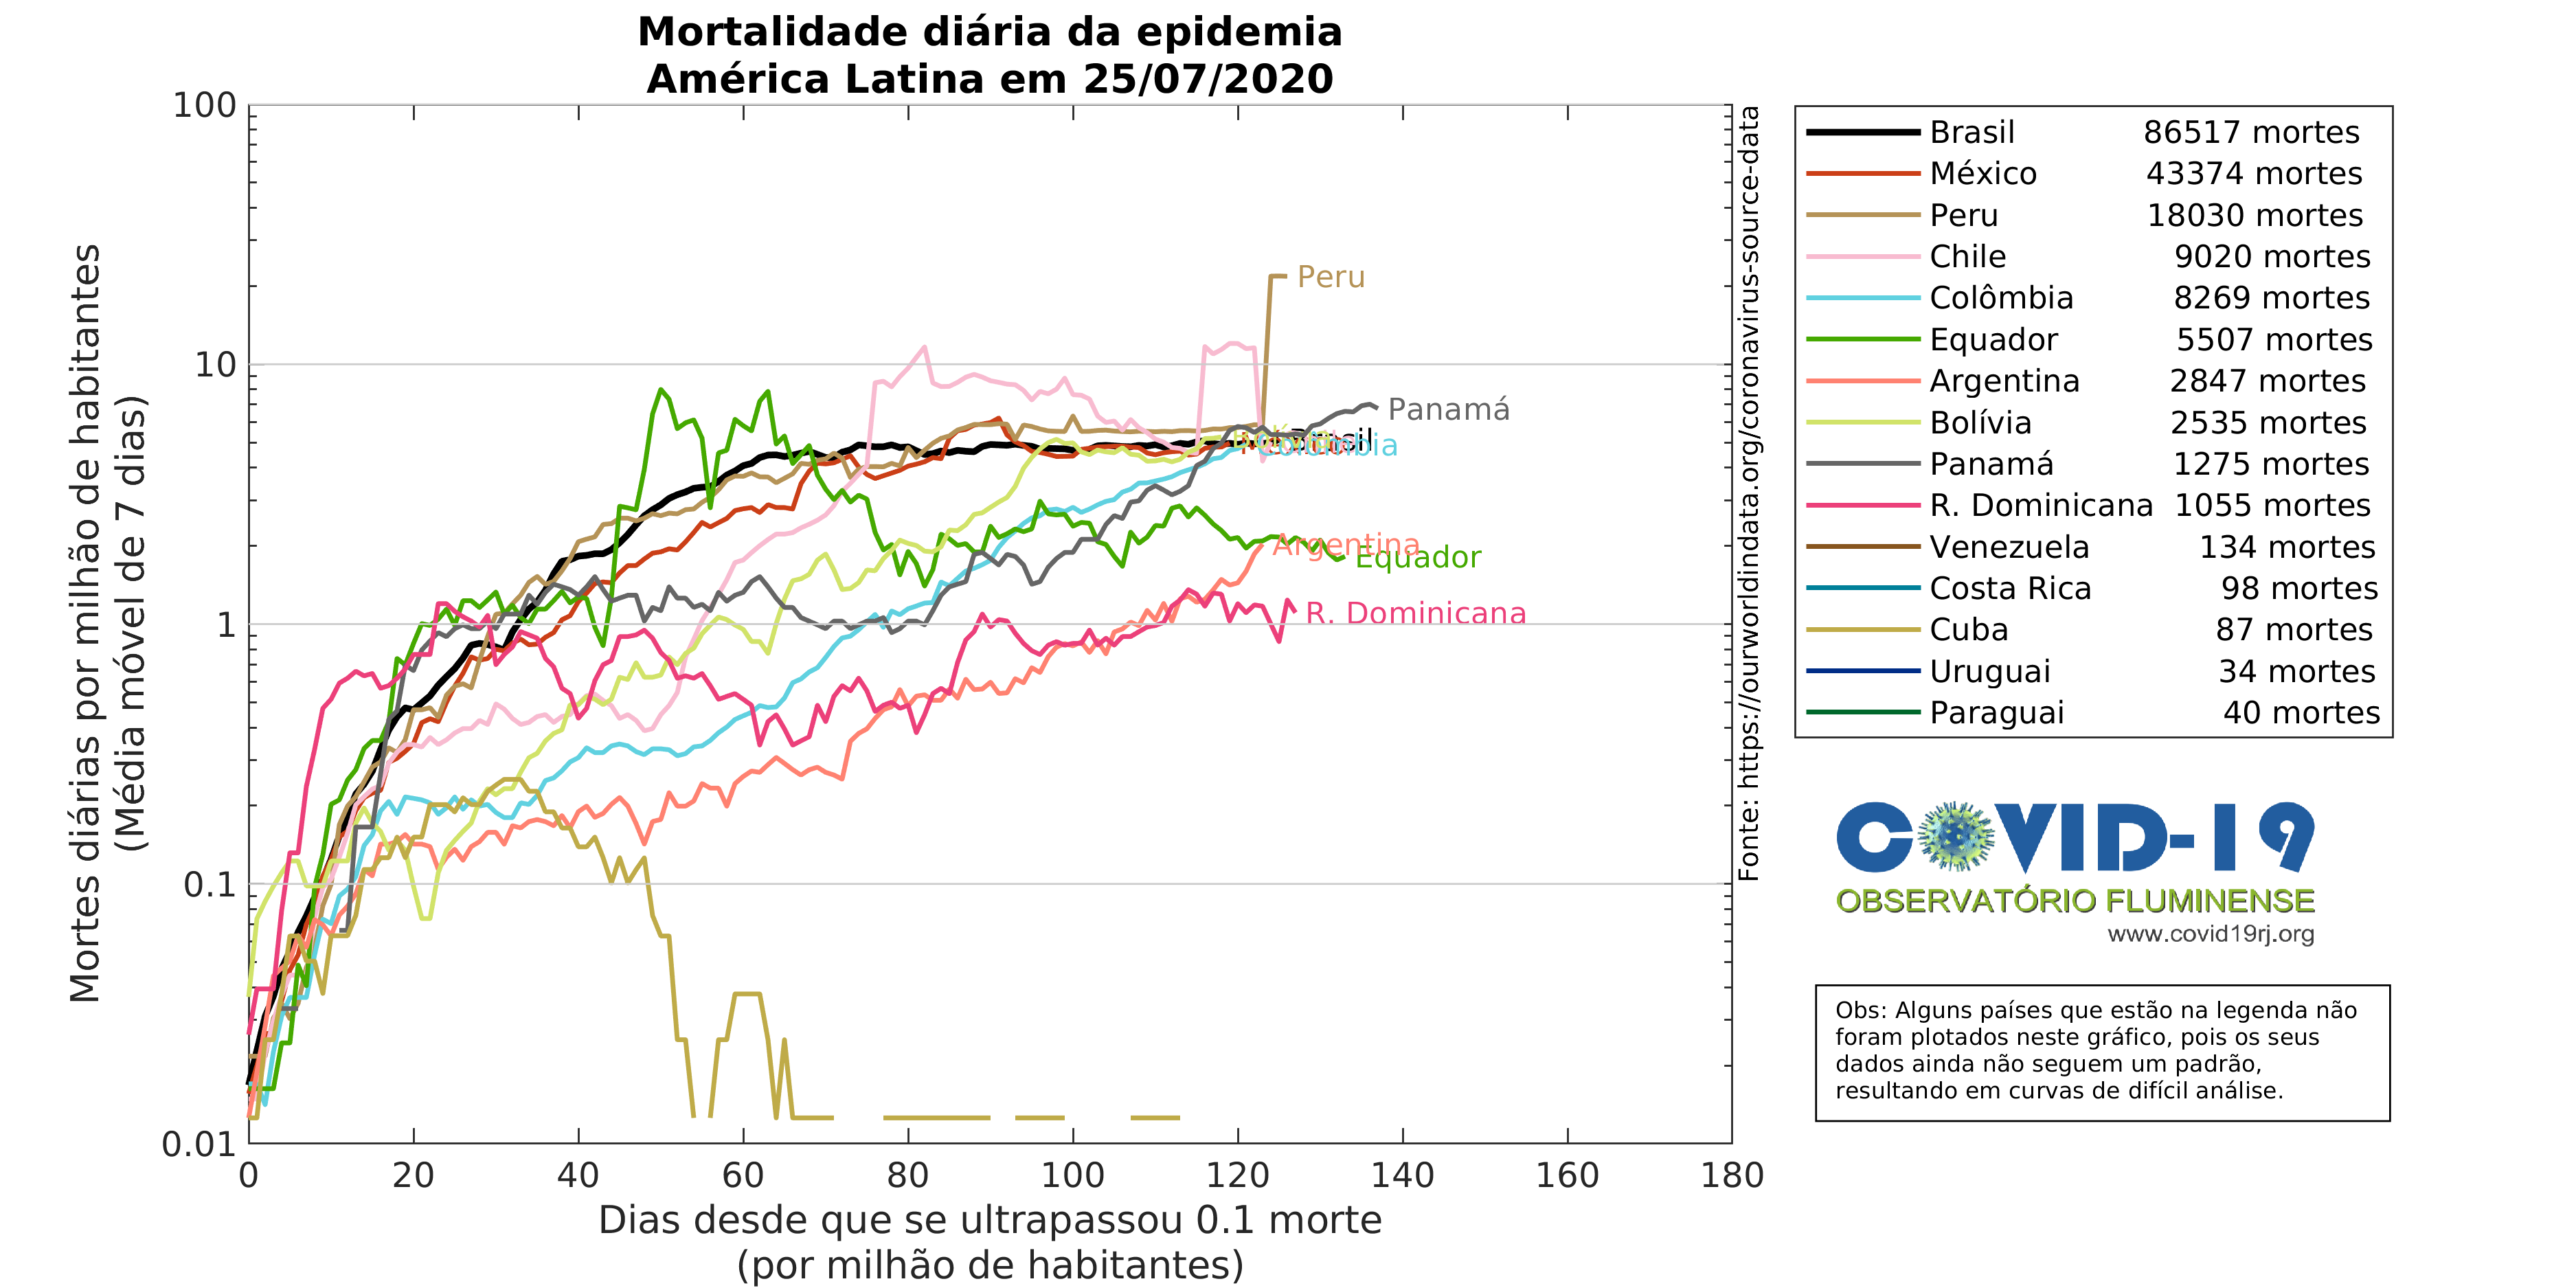 Mortalidade diária da epidemia
América Latina em 25/07/2020
Mortes diárias por milhão de habitantes
(Média móvel de 7 dias)
100
10
1
0.1
0.01
0 20 40 60 80 100 120 140 160 180
Dias desde que se ultrapassou 0.1 morte
(por milhão de habitantes)
Peru
Panamá
Colômbia
Argentina
Equador
R. Dominicana
Fonte: https://ourworldindata.org/coronavirus-source-data
Brasil 86517 mortes
México 43374 mortes
Peru 18030 mortes
Chile 9020 mortes
Colômbia 8269 mortes
Equador 5507 mortes
Argentina 2847 mortes
Bolívia 2535 mortes
Panamá 1275 mortes
R. Dominicana 1055 mortes
Venezuela 134 mortes
Costa Rica 98 mortes
Cuba 87 mortes
Uruguai 34 mortes
Paraguai 40 mortes
COVID-19
OBSERVATÓRIO FLUMINENSE
www.covid19rj.org
Obs: Alguns países que estão na legenda não
foram plotados neste gráfico, pois os seus
dados ainda não seguem um padrão,
resultando em curvas de difícil análise.